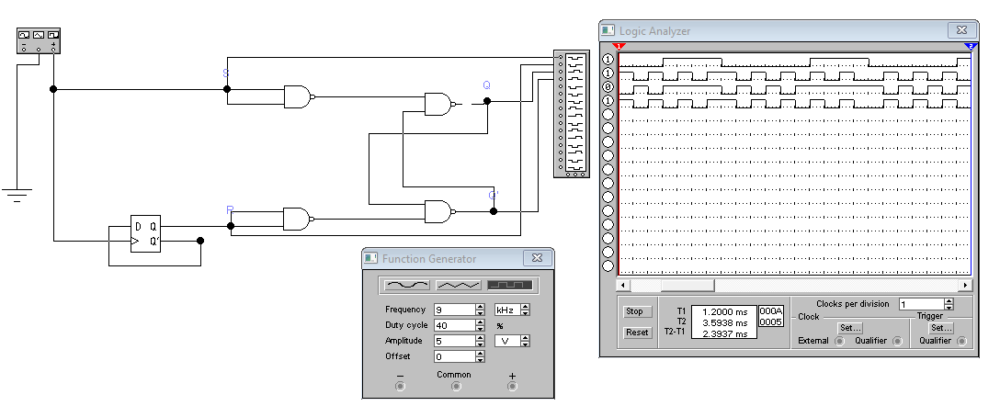 S
Q
Q'
R
D Q
Q'
Function Generator
Frequency 9 kHz
Duty cycle 40 %
Amplitude 5 V
Offset 0
− Common +
Logic Analyzer
1 2
1
1
0
1
Stop
Reset
T1 1.2000 ms 000A
T2 3.5938 ms 0005
T2-T1 2.3937 ms
Clocks per division 1
Clock
Set...
External Qualifier
Trigger
Set...
Qualifier